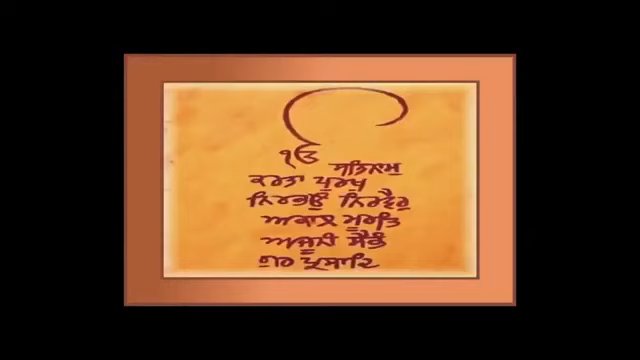 ੴ ਸਤਿਨਾਮੁ
ਕਰਤਾ ਪੁਰਖੁ
ਨਿਰਭਉ ਨਿਰਵੈਰੁ
ਅਕਾਲ ਮੂਰਤਿ
ਅਜੂਨੀ ਸੈਭੰ
ਗੁਰ ਪ੍ਰਸਾਦਿ